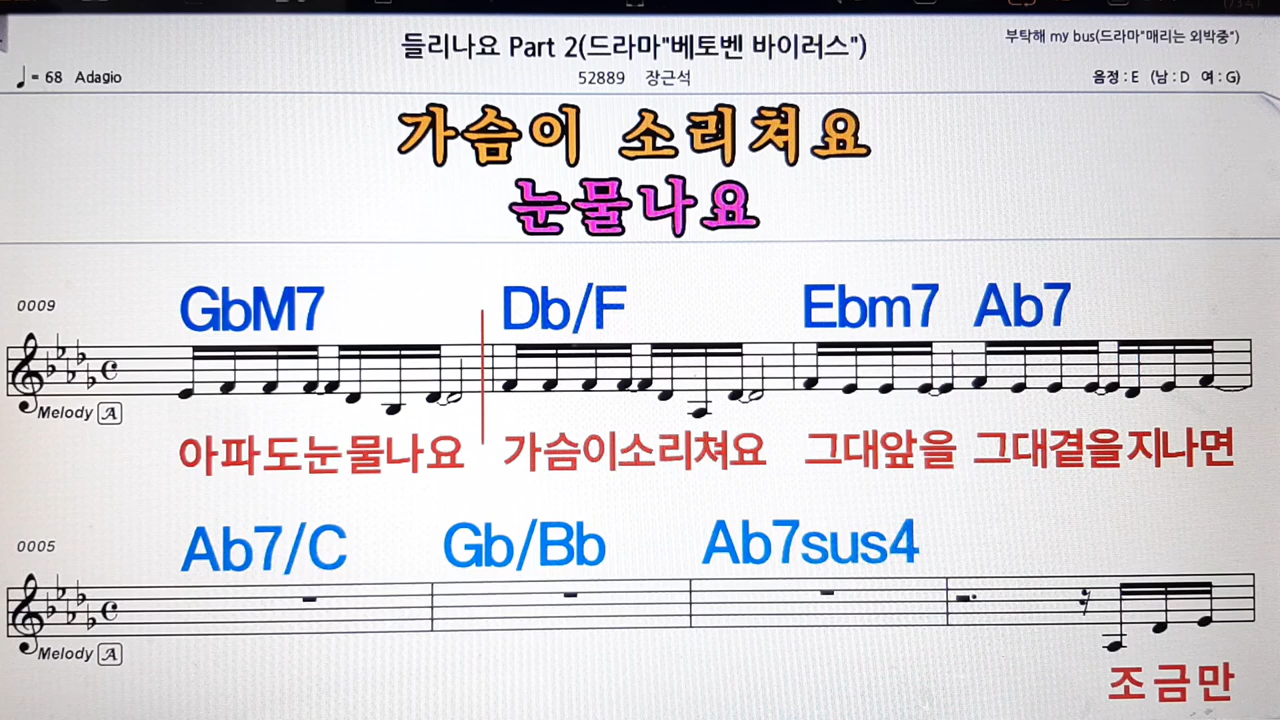 들리나요 Part 2(드라마"베토벤 바이러스")
부탁해 my bus(드라마"매리는 외박중")
♩= 68 Adagio
52889 장근석
음정 : E (남 : D 여 : G)
가슴이 소리쳐요
눈물나요
0009
GbM7 Db/F Ebm7 Ab7
Melody A
아파도눈물나요 가슴이소리쳐요 그대앞을 그대곁을지나면
0005
Ab7/C Gb/Bb Ab7sus4
Melody A
조금만